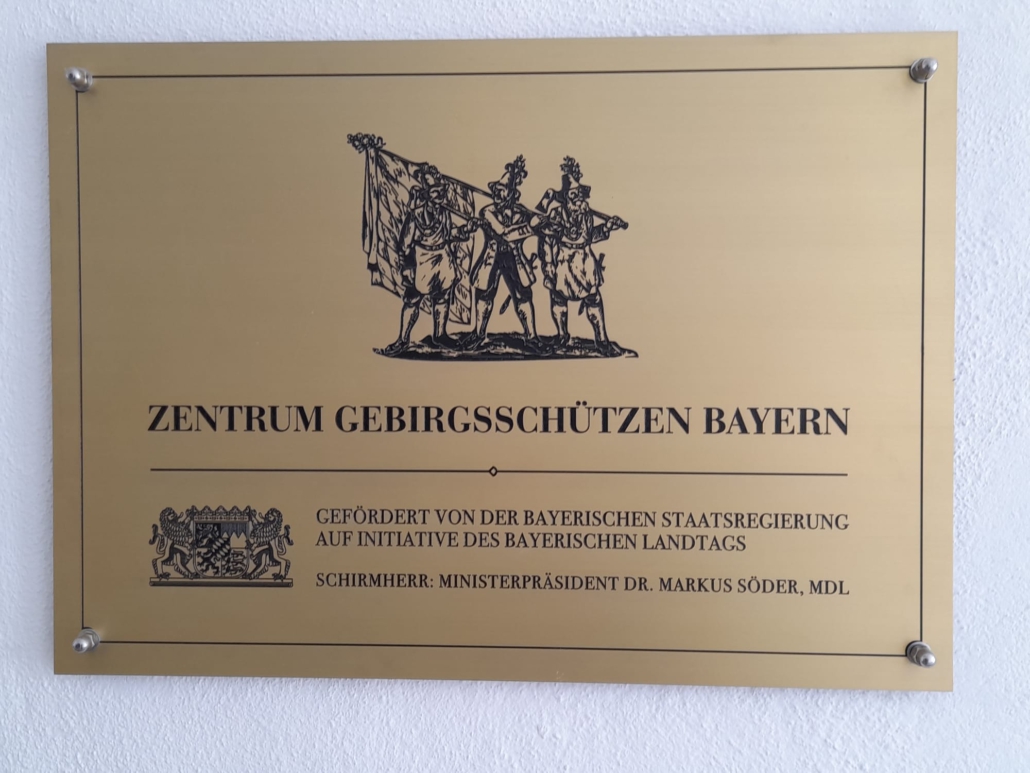 ZENTRUM GEBIRGSSCHÜTZEN BAYERN
GEFÖRDERT VON DER BAYERISCHEN STAATSREGIERUNG
AUF INITIATIVE DES BAYERISCHEN LANDTAGS
SCHIRMHERR: MINISTERPRÄSIDENT DR. MARKUS SÖDER, MDL